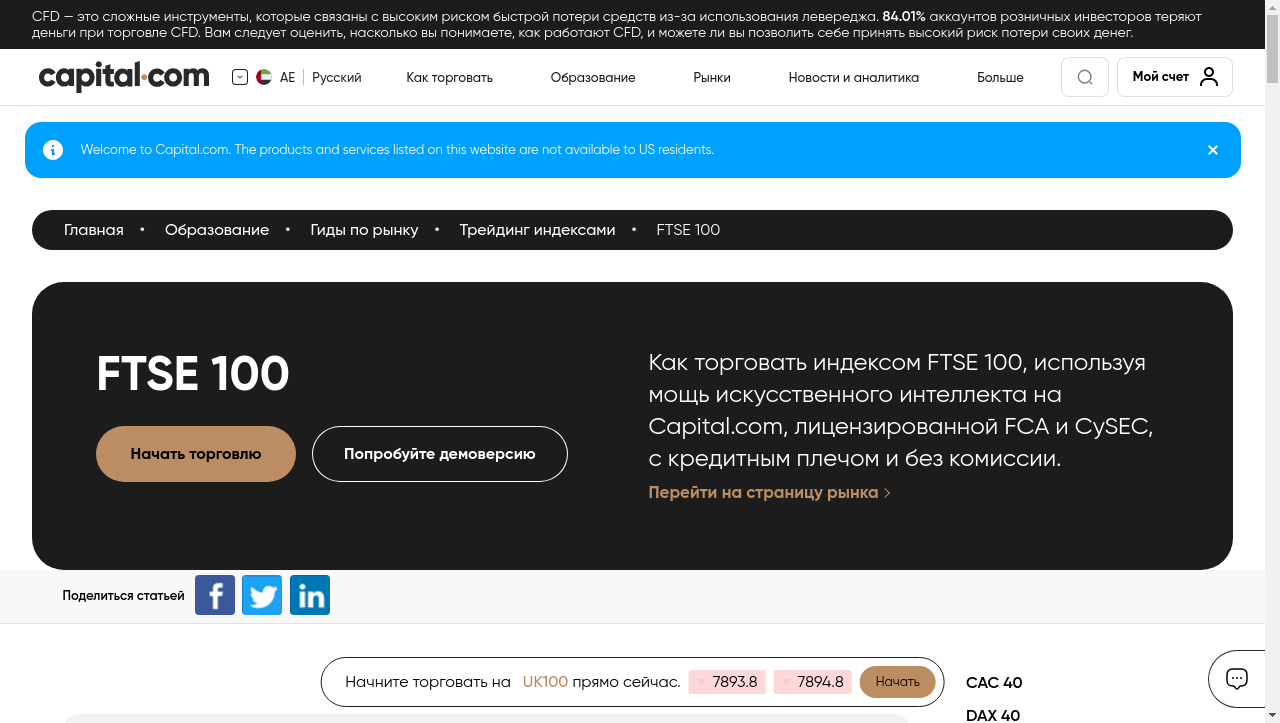 CFD — это сложные инструменты, которые связаны с высоким риском быстрой потери средств из-за использования левереджа. 84.01% аккаунтов розничных инвесторов теряют
деньги при торговле CFD. Вам следует оценить, насколько вы понимаете, как работают CFD, и можете ли вы позволить себе принять высокий риск потери своих денег.
capital.com AE Русский Как торговать Образование Рынки Новости и аналитика Больше Мой счет
Welcome to Capital.com. The products and services listed on this website are not available to US residents.
Главная • Образование • Гиды по рынку • Трейдинг индексами • FTSE 100
FTSE 100
Начать торговлю Попробуйте демоверсию
Как торговать индексом FTSE 100, используя
мощь искусственного интеллекта на
Capital.com, лицензированной FCA и CySEC,
с кредитным плечом и без комиссии.
Перейти на страницу рынка
Поделиться статьей
Начните торговать на UK100 прямо сейчас. 7893.8 7894.8 Начать
CAC 40
DAX 40